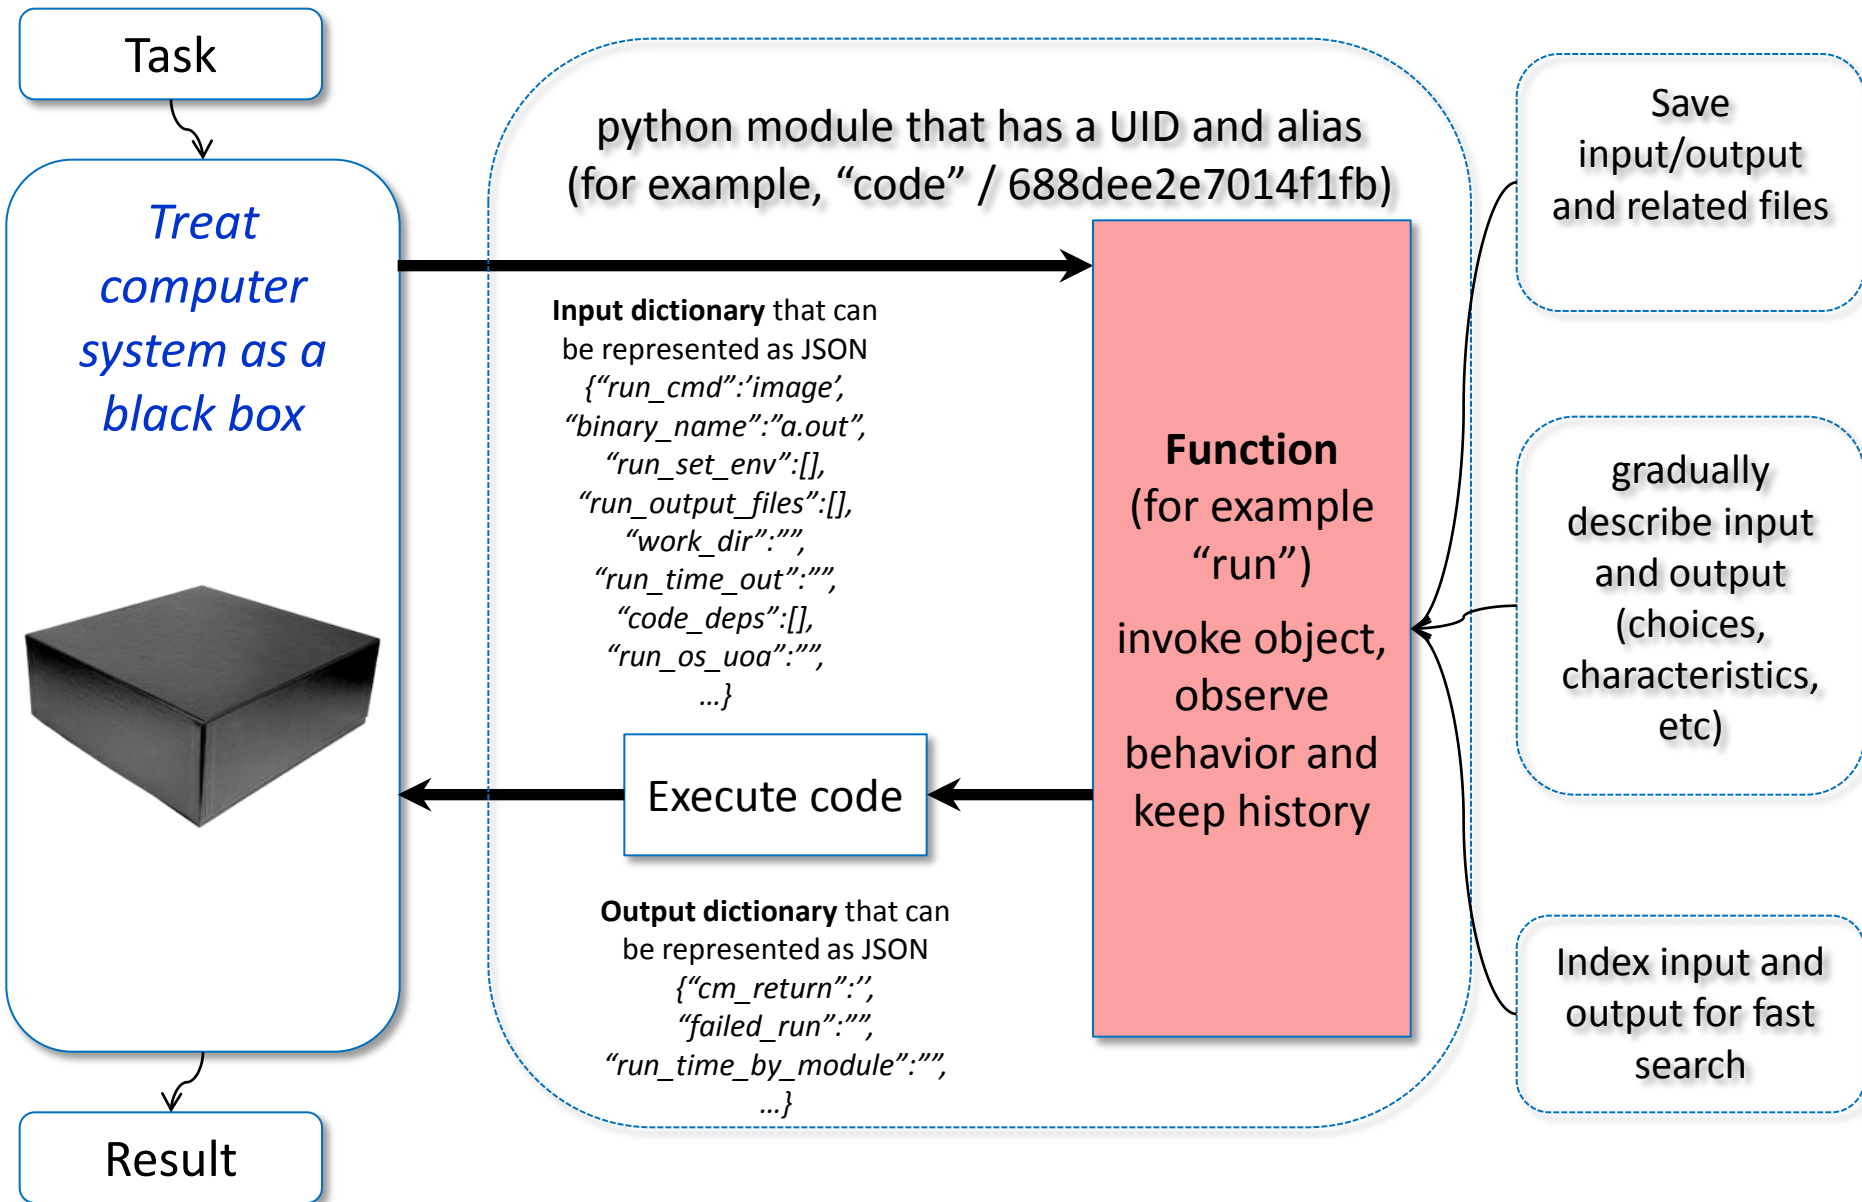 Task
Treat
computer
system as a
black box
Result
python module that has a UID and alias
(for example, “code” / 688dee2e7014f1fb)
Input dictionary that can
be represented as JSON
{“run_cmd”:’image’,
“binary_name”:”a.out”,
“run_set_env”:[],
“run_output_files”:[],
“work_dir”:””,
“run_time_out”:””,
“code_deps”:[],
“run_os_uoa”:””,
…}
Execute code
Output dictionary that can
be represented as JSON
{“cm_return”:’’,
“failed_run”:””,
“run_time_by_module”:””,
…}
Function
(for example
“run”)
invoke object,
observe
behavior and
keep history
Save
input/output
and related files
gradually
describe input
and output
(choices,
characteristics,
etc)
Index input and
output for fast
search